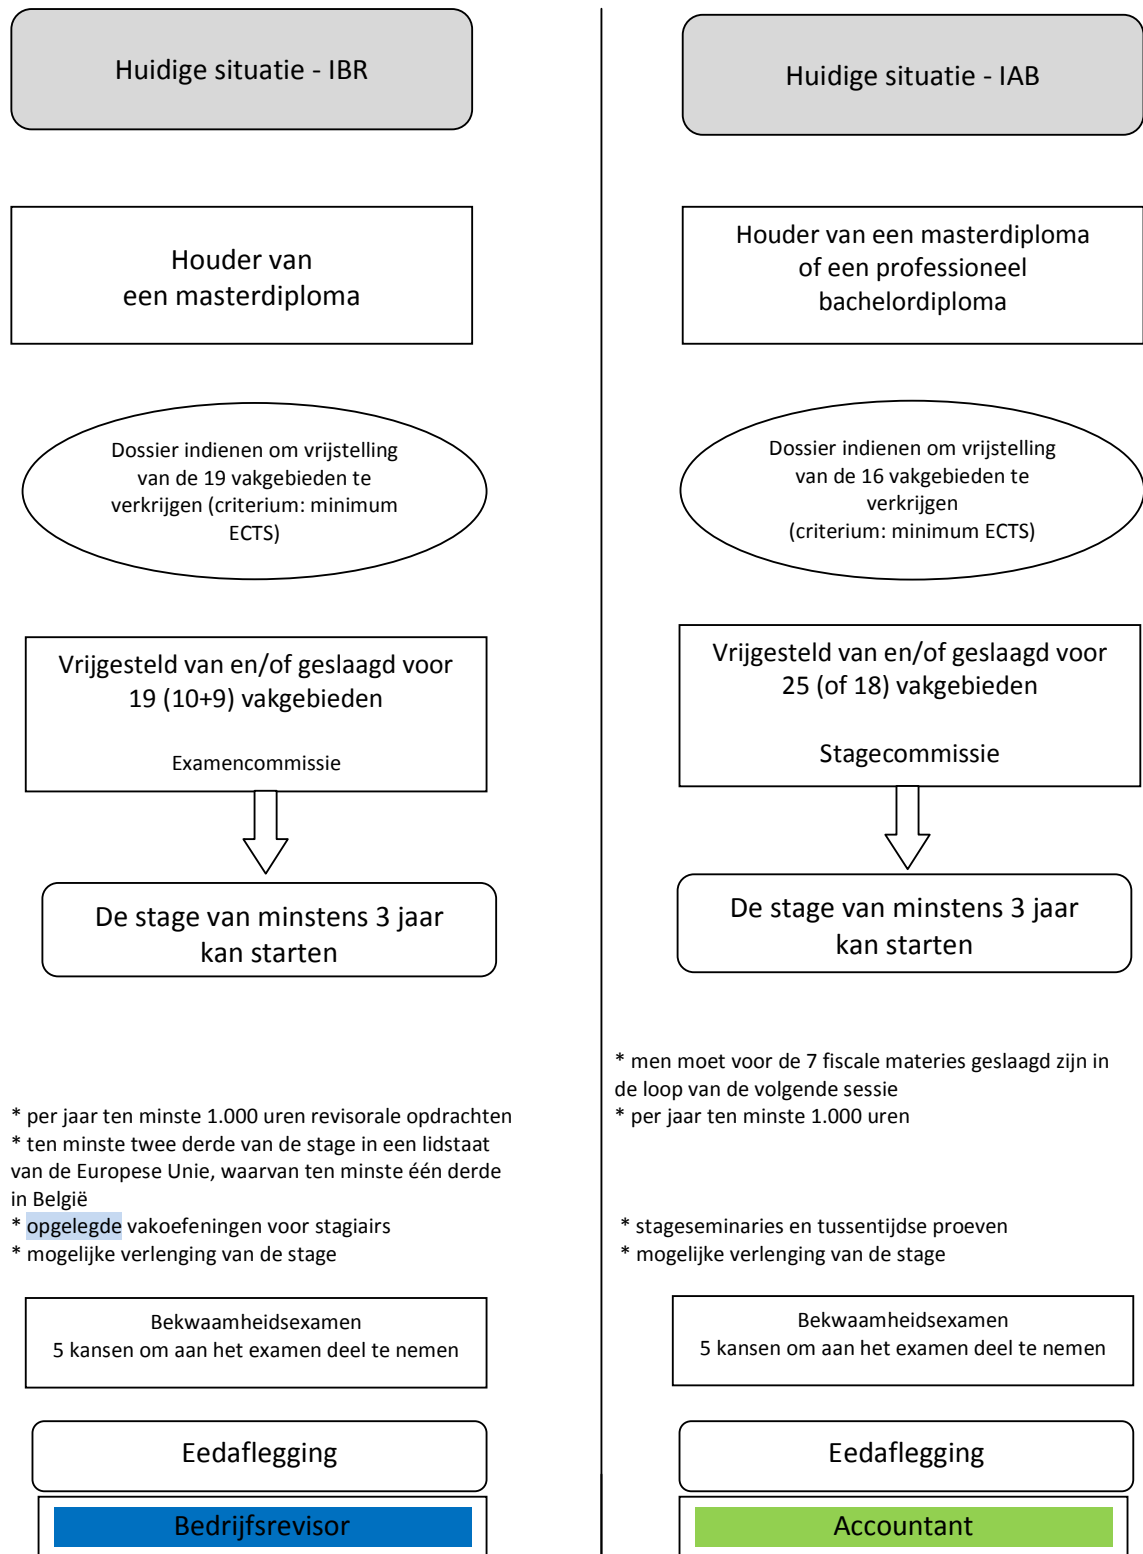 Huidige situatie - IBR
Houder van
een masterdiploma
Dossier indienen om vrijstelling
van de 19 vakgebieden te
verkrijgen (criterium: minimum
ECTS)
Vrijgesteld van en/of geslaagd voor
19 (10+9) vakgebieden
Examencommissie
De stage van minstens 3 jaar
kan starten
* per jaar ten minste 1.000 uren revisorale opdrachten
* ten minste twee derde van de stage in een lidstaat
van de Europese Unie, waarvan ten minste één derde
in België
* opgelegde vakoefeningen voor stagiairs
* mogelijke verlenging van de stage
Bekwaamheidsexamen
5 kansen om aan het examen deel te nemen
Eedaflegging
Bedrijfsrevisor
Huidige situatie - IAB
Houder van een masterdiploma
of een professioneel
bachelordiploma
Dossier indienen om vrijstelling
van de 16 vakgebieden te
verkrijgen
(criterium: minimum ECTS)
Vrijgesteld van en/of geslaagd voor
25 (of 18) vakgebieden
Stagecommissie
De stage van minstens 3 jaar
kan starten
* men moet voor de 7 fiscale materies geslaagd zijn in
de loop van de volgende sessie
* per jaar ten minste 1.000 uren
* stageseminaries en tussentijdse proeven
* mogelijke verlenging van de stage
Bekwaamheidsexamen
5 kansen om aan het examen deel te nemen
Eedaflegging
Accountant